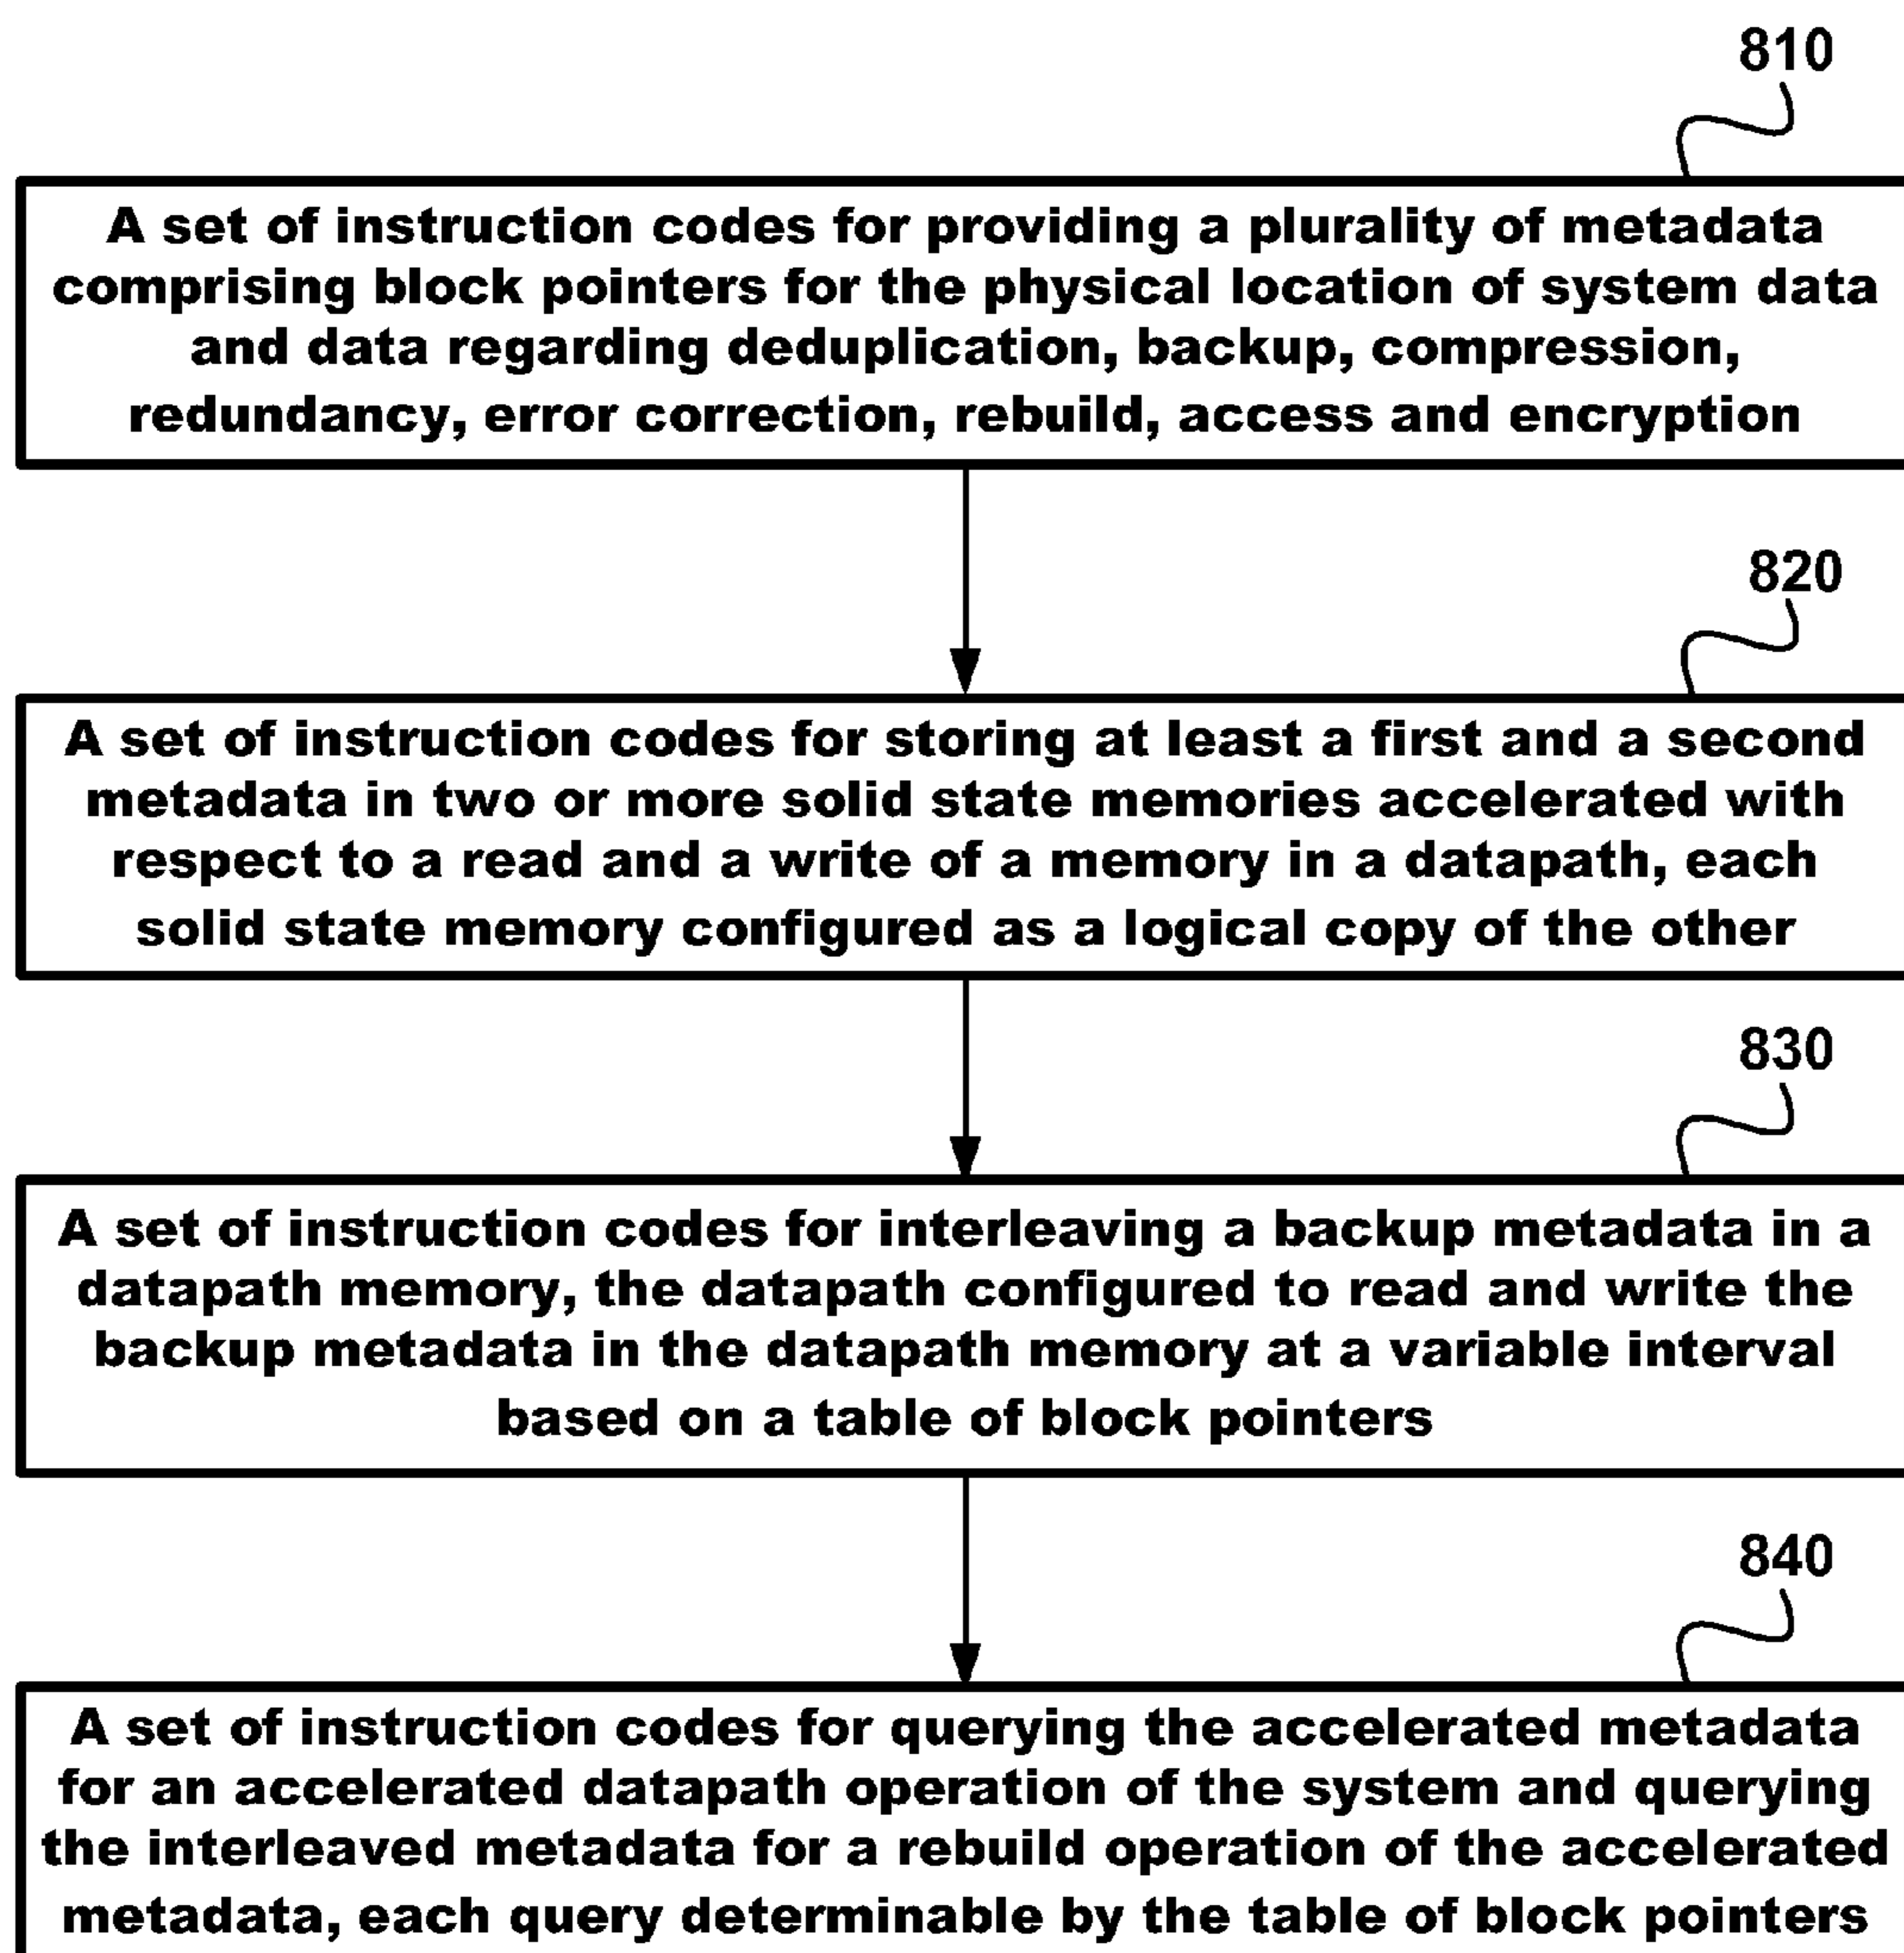 810
A set of instruction codes for providing a plurality of metadata
comprising block pointers for the physical location of system data
and data regarding deduplication, backup, compression,
redundancy, error correction, rebuild, access and encryption
820
A set of instruction codes for storing at least a first and a second
metadata in two or more solid state memories accelerated with
respect to a read and a write of a memory in a datapath, each
solid state memory configured as a logical copy of the other
830
A set of instruction codes for interleaving a backup metadata in a
datapath memory, the datapath configured to read and write the
backup metadata in the datapath memory at a variable interval
based on a table of block pointers
840
A set of instruction codes for querying the accelerated metadata
for an accelerated datapath operation of the system and querying
the interleaved metadata for a rebuild operation of the accelerated
metadata, each query determinable by the table of block pointers